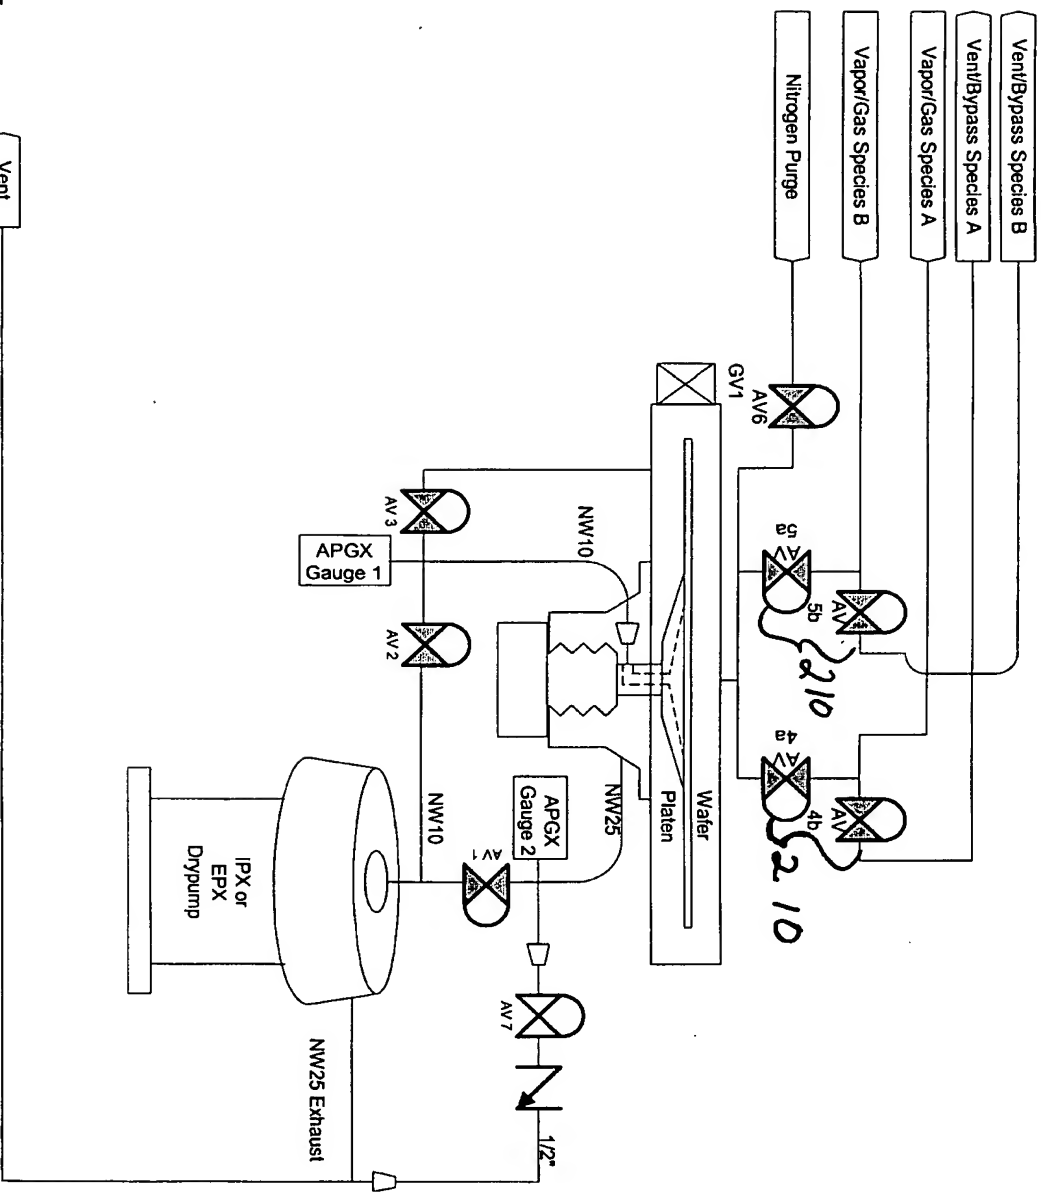 Vent/Bypass Species B
Vent/Bypass Species A
Vapor/Gas Species A
Vapor/Gas Species B
Nitrogen Purge
AV6
GV1
AV
5a
AV
5b
210
AV
4a
AV
4b
210
Wafer
Platen
NW10
NW25
AV 3
APGX
Gauge 1
AV 2
APGX
Gauge 2
AV 1
NW10
AV 7
1/2"
IPX or
EPX
Drypump
NW25 Exhaust
Vent